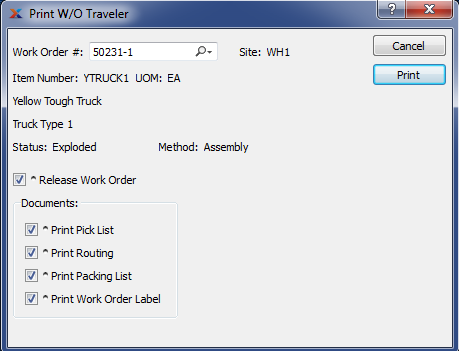 Print W/O Traveler
Work Order #: 50231-1 Site: WH1 Cancel
Item Number: YTRUCK1 UOM: EA Print
Yellow Tough Truck
Truck Type 1
Status: Exploded Method: Assembly
^ Release Work Order
Documents:
^ Print Pick List
^ Print Routing
^ Print Packing List
^ Print Work Order Label